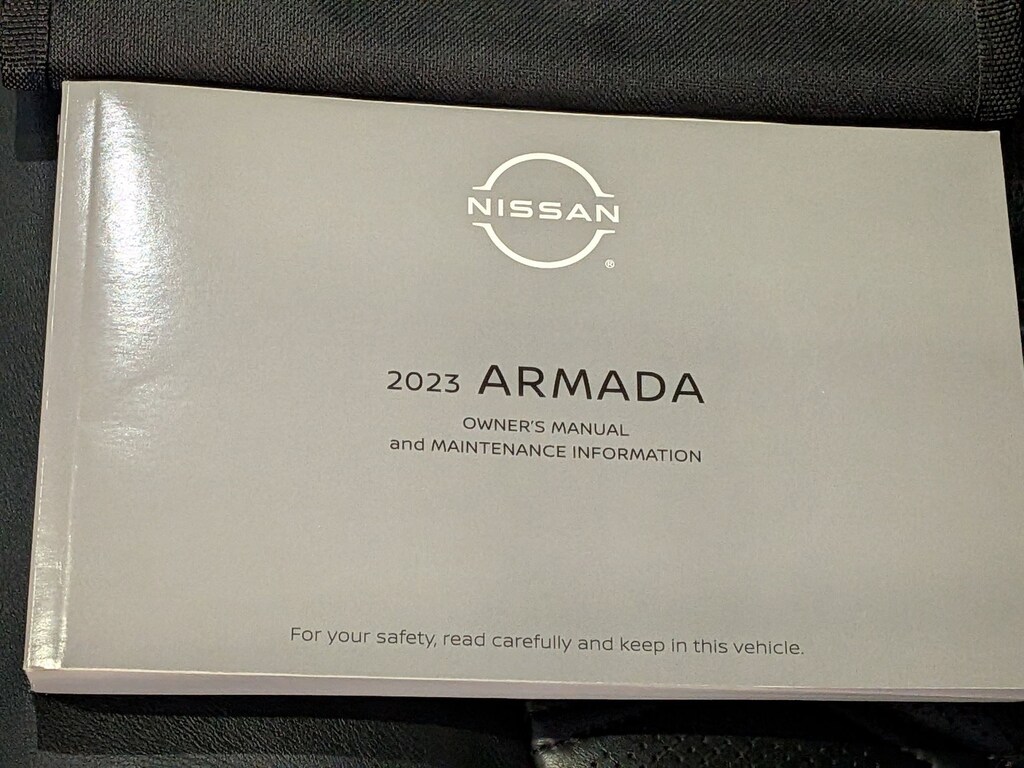 NISSAN
®
2023 ARMADA
OWNER'S MANUAL
and MAINTENANCE INFORMATION
For your safety, read carefully and keep in this vehicle.